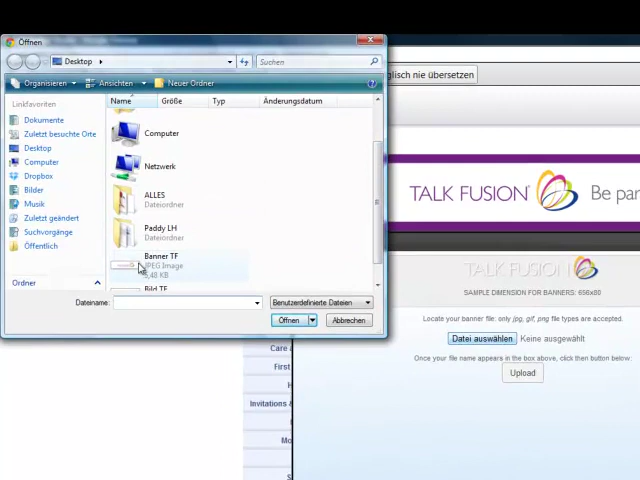 Öffnen
Desktop
Suchen
Organisieren
Ansichten
Neuer Ordner
Linkfavoriten
Dokumente
Zuletzt besuchte Orte
Desktop
Computer
Dropbox
Bilder
Musik
Zuletzt geändert
Suchvorgänge
Öffentlich
Ordner
Name Größe Typ Änderungsdatum
Computer
Netzwerk
ALLES
Dateiordner
Paddy LH
Dateiordner
Banner TF
JPEG Image
5,48 KB
Bild TF
Dateiname:
Benutzerdefinierte Dateien
Öffnen
Abbrechen
glisch nie übersetzen
TALK FUSION Be par
TALK FUSION
SAMPLE DIMENSION FOR BANNERS: 656x80
Locate your banner file: only jpg, gif, png file types are accepted.
Datei auswählen Keine ausgewählt
Once your file name appears in the box above, click then button below:
Upload
Care
First
H
Invitations &
Mo
S